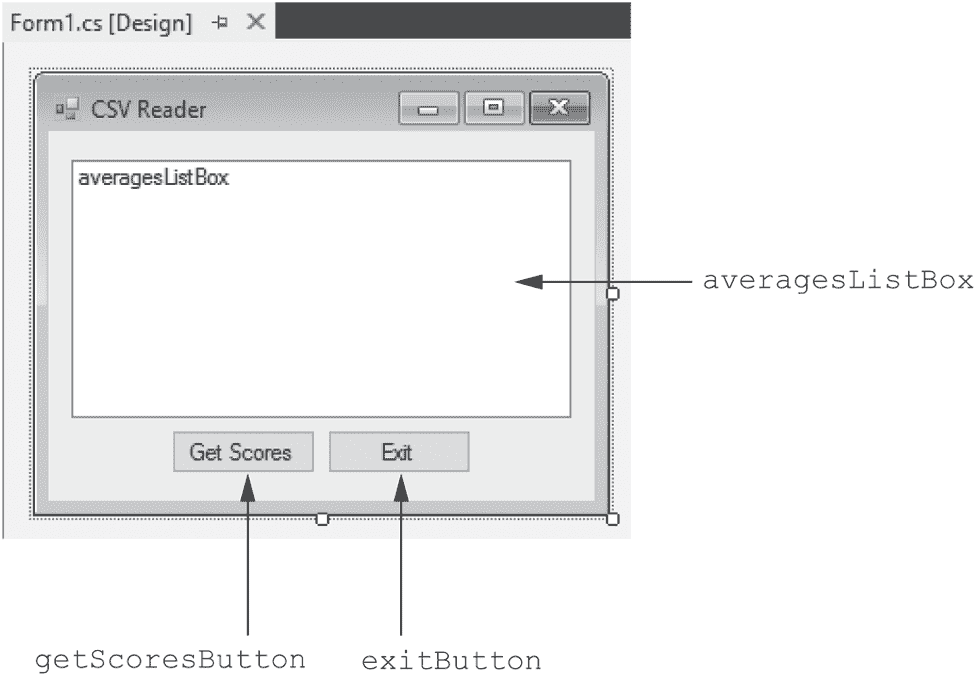 Form1.cs [Design]
CSV Reader
averagesListBox
averagesListBox
Get Scores
Exit
getScoresButton
exitButton